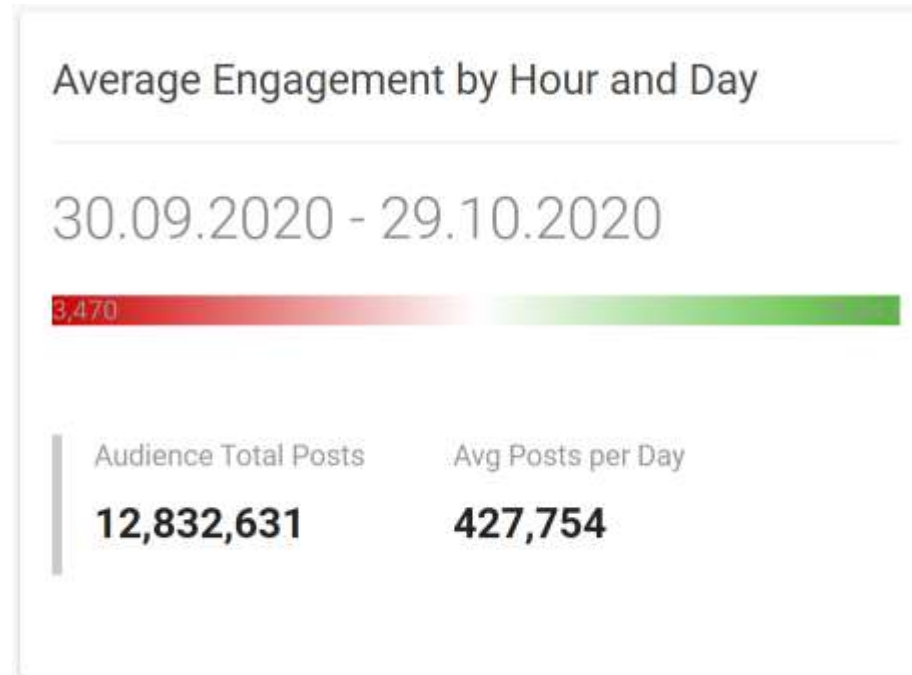 Average Engagement by Hour and Day
30.09.2020 - 29.10.2020
3,470
Audience Total Posts
Avg Posts per Day
12,832,631
427,754